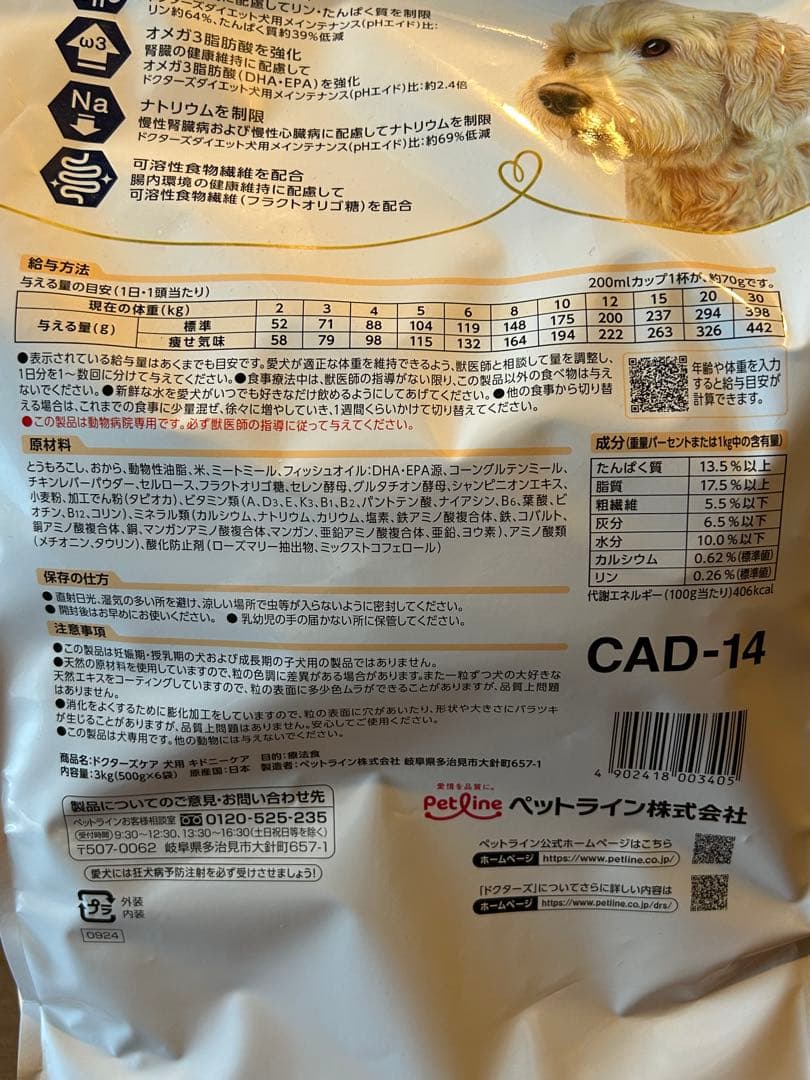 配慮してリン・たんぱく質を制限
ドクターズダイエット犬用メインテナンス(pHエイド)比:
リン約64%、たんぱく質約39%低減
ω3
オメガ3脂肪酸を強化
腎臓の健康維持に配慮して
オメガ3脂肪酸(DHA・EPA)を強化
ドクターズダイエット犬用メインテナンス(pHエイド)比:約2.4倍
Na
ナトリウムを制限
慢性腎臓病および慢性心臓病に配慮してナトリウムを制限
ドクターズダイエット犬用メインテナンス(pHエイド)比:約69%低減
可溶性食物繊維を配合
腸内環境の健康維持に配慮して
可溶性食物繊維(フラクトオリゴ糖)を配合
給与方法
与える量の目安(1日・1頭当たり)
200mlカップ1杯が、約70gです。
現在の体重(kg) 2 3 4 5 6 8 10 12 15 20 30
与える量(g) 標準 52 71 88 104 119 148 175 200 237 294 398
痩せ気味 58 79 98 115 132 164 194 222 263 326 442
●表示されている給与量はあくまでも目安です。愛犬が適正な体重を維持できるよう、獣医師と相談して量を調整し、
1日分を1〜数回に分けて与えてください。●食事療法中は、獣医師の指導がない限り、この製品以外の食べ物は与え
ないでください。●新鮮な水を愛犬がいつでも好きなだけ飲めるようにしてあげてください。●他の食事から切り替
える場合は、これまでの食事に少量混ぜ、徐々に増やしていき、1週間くらいかけて切り替えてください。
●この製品は動物病院専用です。必ず獣医師の指導に従って与えてください。
年齢や体重を入力
すると給与目安が
計算できます。
原材料
とうもろこし、おから、動物性油脂、米、ミートミール、フィッシュオイル:DHA・EPA源、コーングルテンミール、
チキンレバーパウダー、セルロース、フラクトオリゴ糖、セレン酵母、グルタチオン酵母、シャンピニオンエキス、
小麦粉、加工でん粉(タピオカ)、ビタミン類(A、D3、E、K3、B1、B2、パントテン酸、ナイアシン、B6、葉酸、ビ
オチン、B12、コリン)、ミネラル類(カルシウム、ナトリウム、カリウム、塩素、鉄アミノ酸複合体、鉄、コバルト、
銅アミノ酸複合体、銅、マンガンアミノ酸複合体、マンガン、亜鉛アミノ酸複合体、亜鉛、ヨウ素)、アミノ酸類
(メチオニン、タウリン)、酸化防止剤(ローズマリー抽出物、ミックストコフェロール)
成分(重量パーセントまたは1kg中の含有量)
たんぱく質 13.5%以上
脂質 17.5%以上
粗繊維 5.5%以下
灰分 6.5%以下
水分 10.0%以下
カルシウム 0.62%(標準値)
リン 0.26%(標準値)
代謝エネルギー(100g当たり)406kcal
保存の仕方
●直射日光、湿気の多い所を避け、涼しい場所で虫等が入らないように密封してください。
●開封後はお早めにお使いください。 ●乳幼児の手の届かない所に保管してください。
注意事項
●この製品は妊娠期・授乳期の犬および成長期の子犬用の製品ではありません。
●天然の原材料を使用していますので、粒の色調に差異がある場合があります。また一粒ずつ犬の大好きな
天然エキスをコーティングしていますので、粒の表面に多少色ムラができることがありますが、品質上問題
はありません。
●消化をよくするために膨化加工をしていますので、粒の表面に穴があいたり、形状や大きさにバラツキ
が生じることがありますが、品質上問題はありません。安心してご使用ください。
●この製品は犬専用です。他の動物には与えないでください。
CAD-14
商品名:ドクターズケア 犬用 キドニーケア 目的:療法食
内容量:3kg(500g×6袋) 原産国:日本 製造者:ペットライン株式会社 岐阜県多治見市大針町657-1
4 902418 003405
製品についてのご意見・お問い合わせ先
ペットラインお客様相談室 0120-525-235
受付時間 9:30〜12:30、13:30〜16:30(土日祝日等を除く)
〒507-0062 岐阜県多治見市大針町657-1
愛犬には狂犬病予防注射を必ず受けさせましょう!
愛情を品質に。
Petline ペットライン株式会社
ペットライン公式ホームページはこちら
ホームページ https://www.petline.co.jp/
「ドクターズ」についてさらに詳しい内容は
ホームページ https://www.petline.co.jp/drs/
プラ
外装
内装
0924